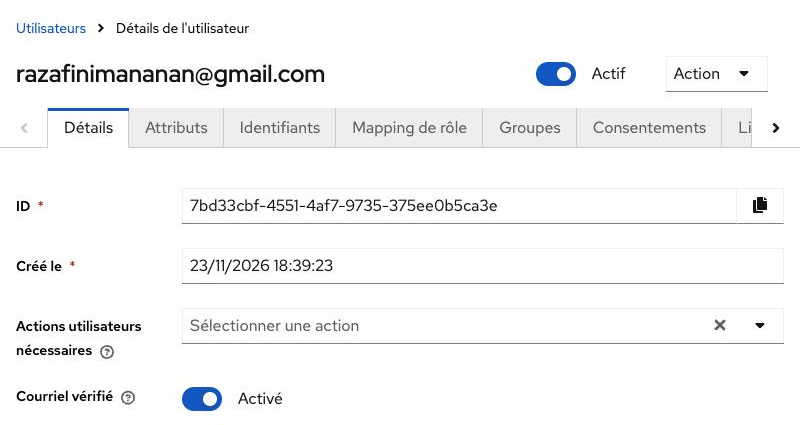 Utilisateurs > Détails de l'utilisateur
razafinimananan@gmail.com Actif Action
Détails Attributs Identifiants Mapping de rôle Groupes Consentements Li
ID * 7bd33cbf-4551-4af7-9735-375ee0b5ca3e
Créé le * 23/11/2026 18:39:23
Actions utilisateurs nécessaires Sélectionner une action
Courriel vérifié Activé